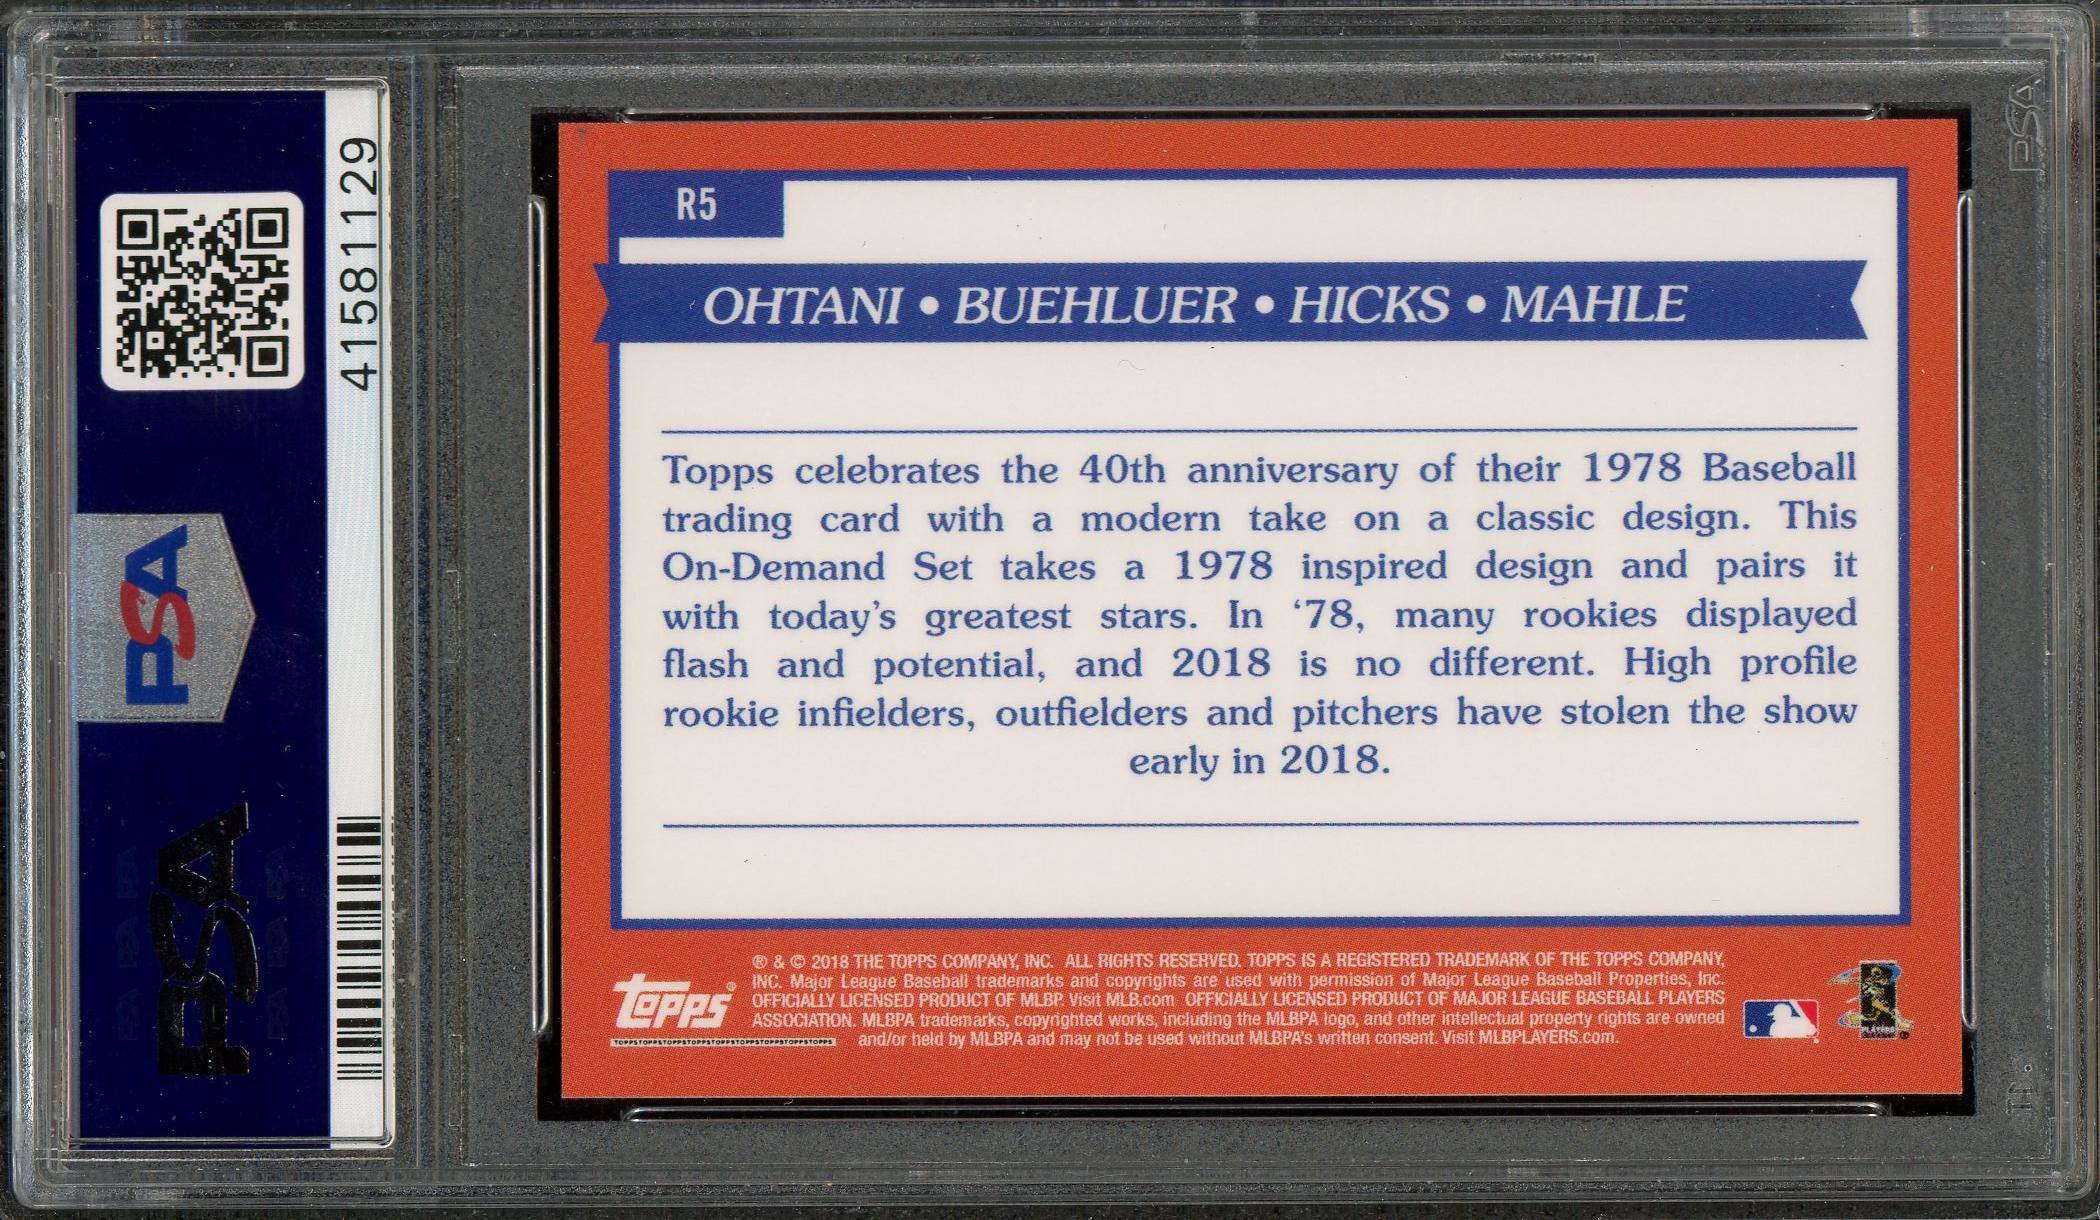 41581129
PSA
PSA
PSA
R5
OHTANI • BUEHLUER • HICKS • MAHLE
Topps celebrates the 40th anniversary of their 1978 Baseball
trading card with a modern take on a classic design. This
On-Demand Set takes a 1978 inspired design and pairs it
with today's greatest stars. In ‘78, many rookies displayed
flash and potential, and 2018 is no different. High profile
rookie infielders, outfielders and pitchers have stolen the show
early in 2018.
® & © 2018 THE TOPPS COMPANY, INC. ALL RIGHTS RESERVED. TOPPS IS A REGISTERED TRADEMARK OF THE TOPPS COMPANY,
INC. Major League Baseball trademarks and copyrights are used with permission of Major League Baseball Properties, Inc.
OFFICIALLY LICENSED PRODUCT OF MLBP. Visit MLB.com OFFICIALLY LICENSED PRODUCT OF MAJOR LEAGUE BASEBALL PLAYERS
ASSOCIATION. MLBPA trademarks, copyrighted works, including the MLBPA logo, and other intellectual property rights are owned
and/or held by MLBPA and may not be used without MLBPA's written consent. Visit MLBPLAYERS.com.
topps®
TOPPSTOPPSTOPPSTOPPSTOPPSTOPPSTOPPSTOPPSTOPPS
PLAYERS